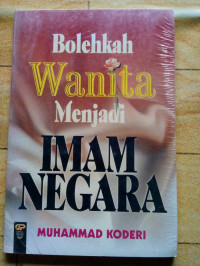 Bolehkah
Wanita
Menjadi
IMAM
NEGARA
MUHAMMAD KODERI